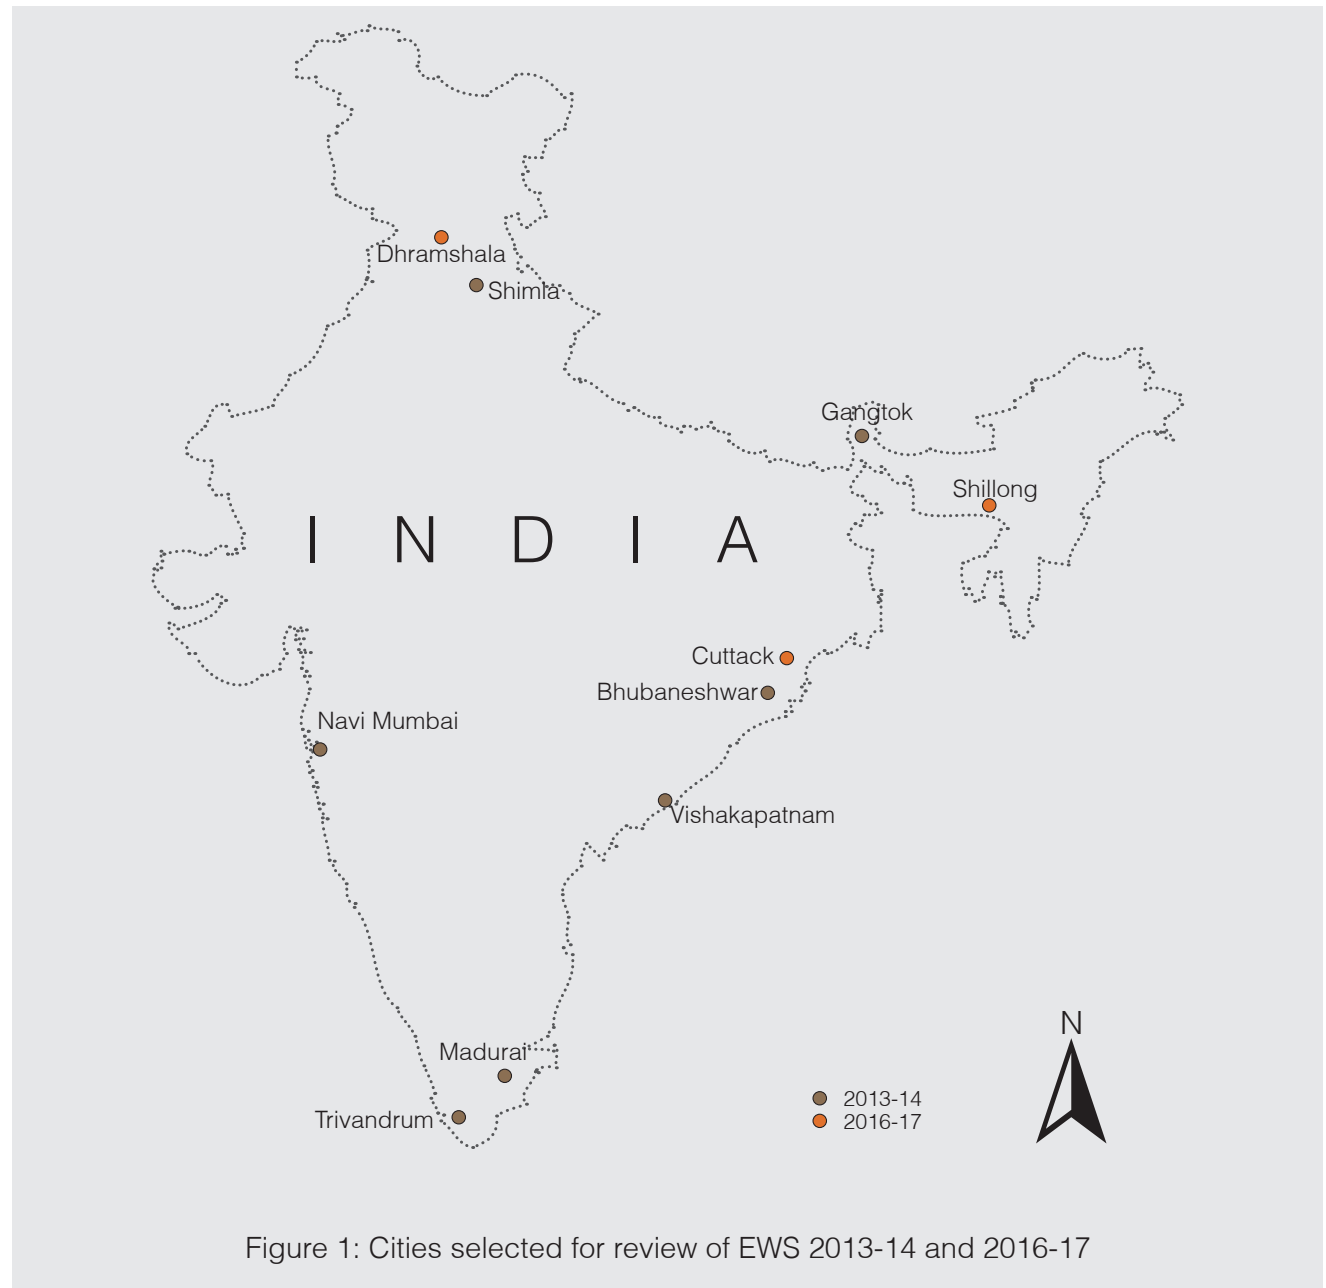 Dhramshala
Shimla
Gangtok
Shillong
I N D I A
Cuttack
Bhubaneshwar
Navi Mumbai
Vishakapatnam
N
Madurai
2013-14
Trivandrum
2016-17
Figure 1: Cities selected for review of EWS 2013-14 and 2016-17